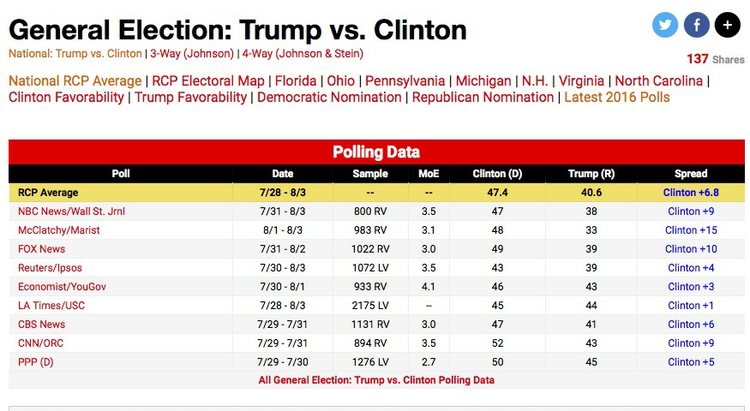 General Election: Trump vs. Clinton
National: Trump vs. Clinton | 3-Way (Johnson) | 4-Way (Johnson & Stein)
137 Shares
National RCP Average | RCP Electoral Map | Florida | Ohio | Pennsylvania | Michigan | N.H. | Virginia | North Carolina |
Clinton Favorability | Trump Favorability | Democratic Nomination | Republican Nomination | Latest 2016 Polls
Polling Data
Poll Date Sample MoE Clinton (D) Trump (R) Spread
RCP Average 7/28 - 8/3 -- -- 47.4 40.6 Clinton +6.8
NBC News/Wall St. Jrnl 7/31 - 8/3 800 RV 3.5 47 38 Clinton +9
McClatchy/Marist 8/1 - 8/3 983 RV 3.1 48 33 Clinton +15
FOX News 7/31 - 8/2 1022 RV 3.0 49 39 Clinton +10
Reuters/Ipsos 7/30 - 8/3 1072 LV 3.5 43 39 Clinton +4
Economist/YouGov 7/30 - 8/1 933 RV 4.1 46 43 Clinton +3
LA Times/USC 7/28 - 8/3 2175 LV -- 45 44 Clinton +1
CBS News 7/29 - 7/31 1131 RV 3.0 47 41 Clinton +6
CNN/ORC 7/29 - 7/31 894 RV 3.5 52 43 Clinton +9
PPP (D) 7/29 - 7/30 1276 LV 2.7 50 45 Clinton +5
All General Election: Trump vs. Clinton Polling Data